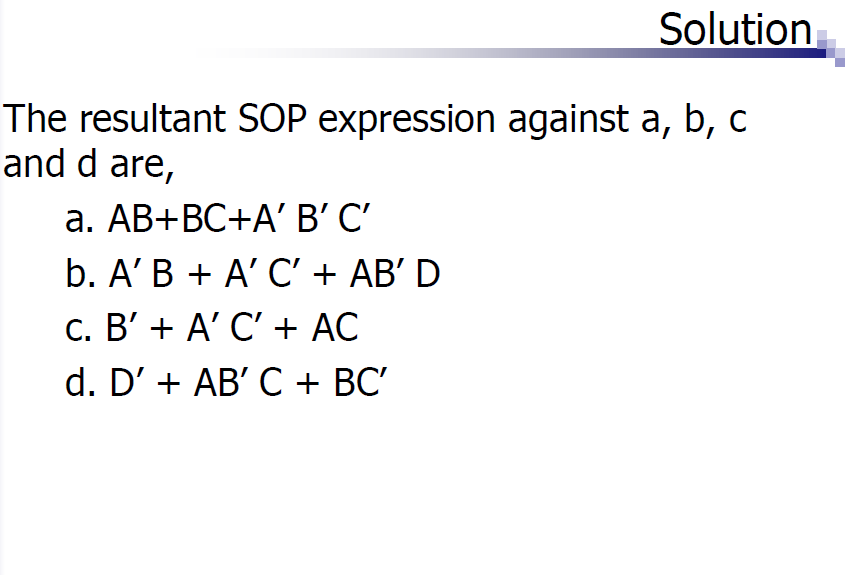 Solution
The resultant SOP expression against a, b, c
and d are,
a. AB+BC+A′ B′ C′
b. A′ B + A′ C′ + AB′ D
c. B′ + A′ C′ + AC
d. D′ + AB′ C + BC′